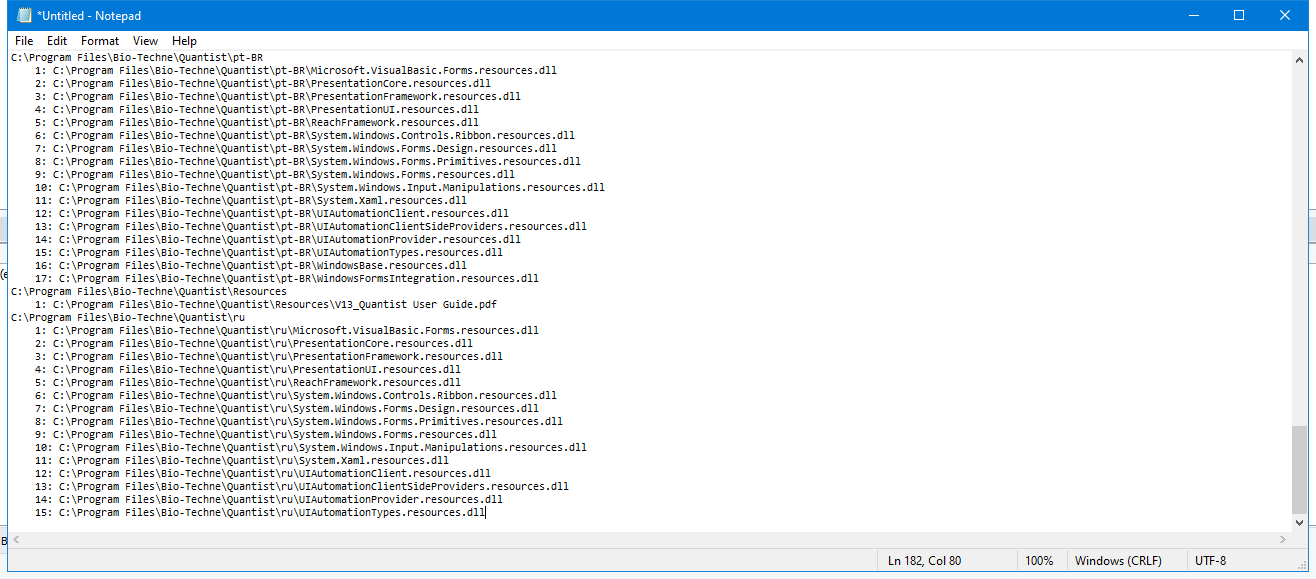 *Untitled - Notepad
File Edit Format View Help
C:\Program Files\Bio-Techne\Quantist\pt-BR
1: C:\Program Files\Bio-Techne\Quantist\pt-BR\Microsoft.VisualBasic.Forms.resources.dll
2: C:\Program Files\Bio-Techne\Quantist\pt-BR\PresentationCore.resources.dll
3: C:\Program Files\Bio-Techne\Quantist\pt-BR\PresentationFramework.resources.dll
4: C:\Program Files\Bio-Techne\Quantist\pt-BR\PresentationUI.resources.dll
5: C:\Program Files\Bio-Techne\Quantist\pt-BR\ReachFramework.resources.dll
6: C:\Program Files\Bio-Techne\Quantist\pt-BR\System.Windows.Controls.Ribbon.resources.dll
7: C:\Program Files\Bio-Techne\Quantist\pt-BR\System.Windows.Forms.Design.resources.dll
8: C:\Program Files\Bio-Techne\Quantist\pt-BR\System.Windows.Forms.Primitives.resources.dll
9: C:\Program Files\Bio-Techne\Quantist\pt-BR\System.Windows.Forms.resources.dll
10: C:\Program Files\Bio-Techne\Quantist\pt-BR\System.Windows.Input.Manipulations.resources.dll
11: C:\Program Files\Bio-Techne\Quantist\pt-BR\System.Xaml.resources.dll
12: C:\Program Files\Bio-Techne\Quantist\pt-BR\UIAutomationClient.resources.dll
13: C:\Program Files\Bio-Techne\Quantist\pt-BR\UIAutomationClientSideProviders.resources.dll
14: C:\Program Files\Bio-Techne\Quantist\pt-BR\UIAutomationProvider.resources.dll
15: C:\Program Files\Bio-Techne\Quantist\pt-BR\UIAutomationTypes.resources.dll
16: C:\Program Files\Bio-Techne\Quantist\pt-BR\WindowsBase.resources.dll
17: C:\Program Files\Bio-Techne\Quantist\pt-BR\WindowsFormsIntegration.resources.dll
C:\Program Files\Bio-Techne\Quantist\Resources
1: C:\Program Files\Bio-Techne\Quantist\Resources\V13_Quantist User Guide.pdf
C:\Program Files\Bio-Techne\Quantist\ru
1: C:\Program Files\Bio-Techne\Quantist\ru\Microsoft.VisualBasic.Forms.resources.dll
2: C:\Program Files\Bio-Techne\Quantist\ru\PresentationCore.resources.dll
3: C:\Program Files\Bio-Techne\Quantist\ru\PresentationFramework.resources.dll
4: C:\Program Files\Bio-Techne\Quantist\ru\PresentationUI.resources.dll
5: C:\Program Files\Bio-Techne\Quantist\ru\ReachFramework.resources.dll
6: C:\Program Files\Bio-Techne\Quantist\ru\System.Windows.Controls.Ribbon.resources.dll
7: C:\Program Files\Bio-Techne\Quantist\ru\System.Windows.Forms.Design.resources.dll
8: C:\Program Files\Bio-Techne\Quantist\ru\System.Windows.Forms.Primitives.resources.dll
9: C:\Program Files\Bio-Techne\Quantist\ru\System.Windows.Forms.resources.dll
10: C:\Program Files\Bio-Techne\Quantist\ru\System.Windows.Input.Manipulations.resources.dll
11: C:\Program Files\Bio-Techne\Quantist\ru\System.Xaml.resources.dll
12: C:\Program Files\Bio-Techne\Quantist\ru\UIAutomationClient.resources.dll
13: C:\Program Files\Bio-Techne\Quantist\ru\UIAutomationClientSideProviders.resources.dll
14: C:\Program Files\Bio-Techne\Quantist\ru\UIAutomationProvider.resources.dll
15: C:\Program Files\Bio-Techne\Quantist\ru\UIAutomationTypes.resources.dll
Ln 182, Col 80 100% Windows (CRLF) UTF-8